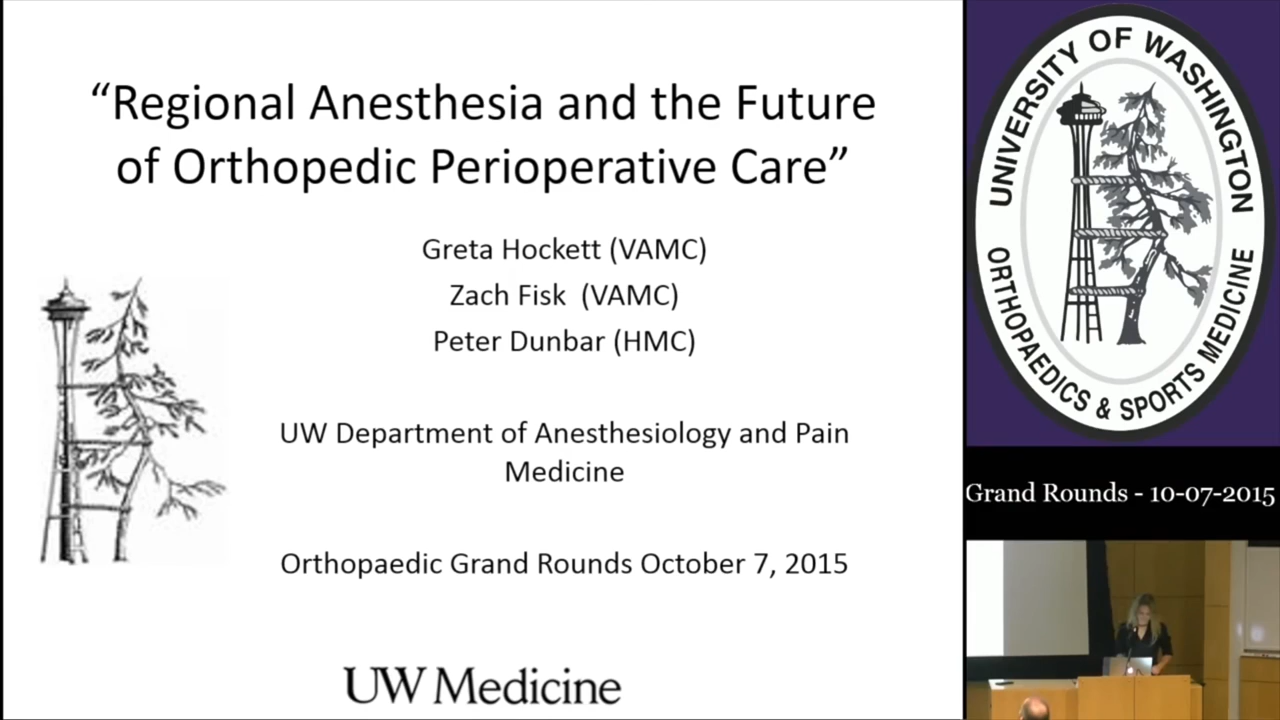 “Regional Anesthesia and the Future
of Orthopedic Perioperative Care”
Greta Hockett (VAMC)
Zach Fisk (VAMC)
Peter Dunbar (HMC)
UW Department of Anesthesiology and Pain
Medicine
Orthopaedic Grand Rounds October 7, 2015
UW Medicine
UNIVERSITY OF WASHINGTON
ORTHOPAEDICS & SPORTS MEDICINE
Grand Rounds - 10-07-2015